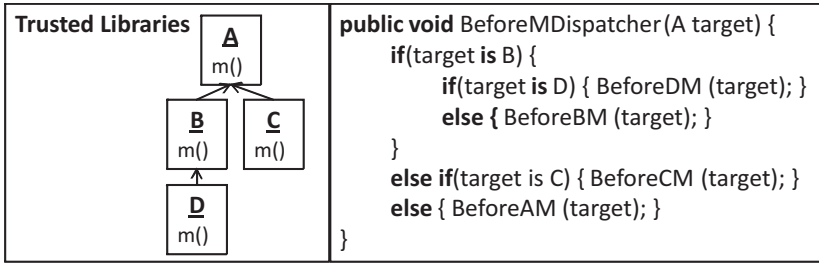 Trusted Libraries
A
m()
B
m()
C
m()
D
m()
public void BeforeMDispatcher(A target) {
if(target is B) {
if(target is D) { BeforeDM (target); }
else { BeforeBM (target); }
}
else if(target is C) { BeforeCM (target); }
else { BeforeAM (target); }
}